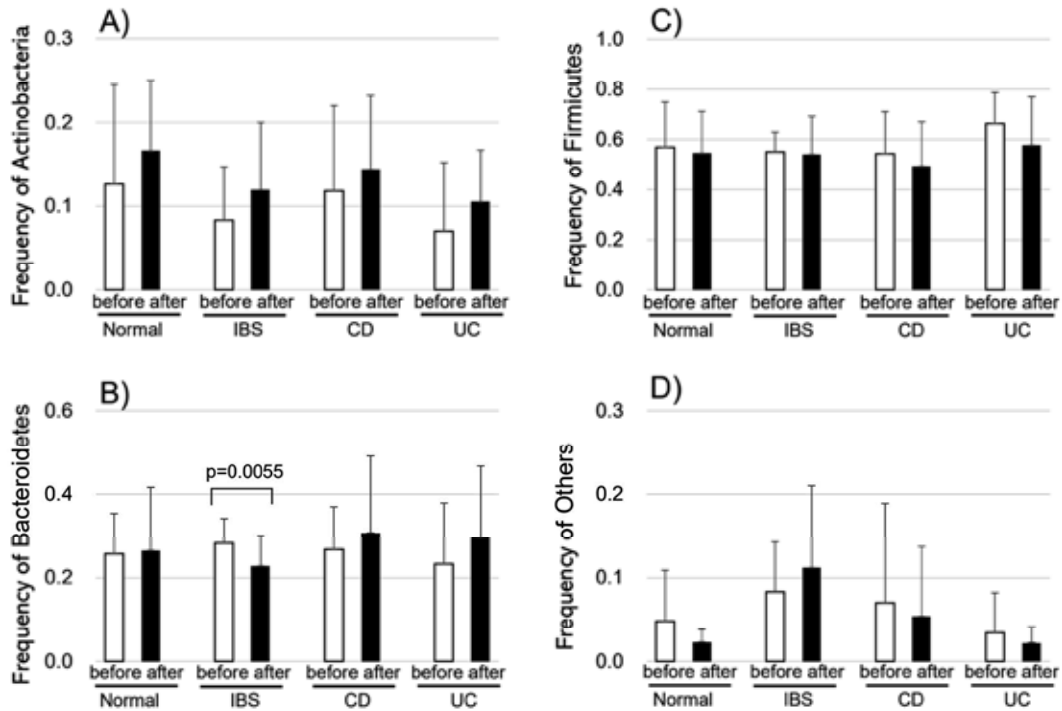 A)
Frequency of Actinobacteria
0.3
0.2
0.1
0.0
before after before after before after before after
Normal IBS CD UC
C)
Frequency of Firmicutes
1.0
0.8
0.6
0.4
0.2
0.0
before after before after before after before after
Normal IBS CD UC
B)
Frequency of Bacteroidetes
0.6
0.4
0.2
0.0
p=0.0055
before after before after before after before after
Normal IBS CD UC
D)
Frequency of Others
0.3
0.2
0.1
0.0
before after before after before after before after
Normal IBS CD UC